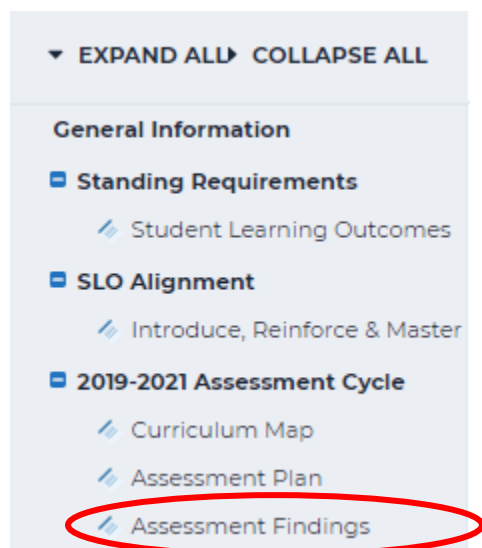 EXPAND ALL COLLAPSE ALL
General Information
Standing Requirements
Student Learning Outcomes
SLO Alignment
Introduce, Reinforce & Master
2019-2021 Assessment Cycle
Curriculum Map
Assessment Plan
Assessment Findings